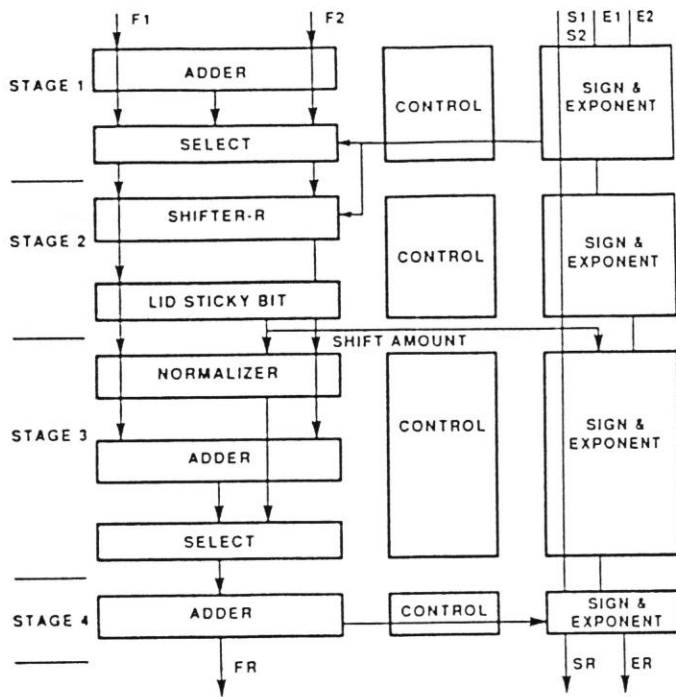 F1
F2
S1 E1 E2
S2
STAGE 1
ADDER
CONTROL
SIGN &
EXPONENT
SELECT
STAGE 2
SHIFTER-R
CONTROL
SIGN &
EXPONENT
LID STICKY BIT
SHIFT AMOUNT
STAGE 3
NORMALIZER
CONTROL
SIGN &
EXPONENT
ADDER
SELECT
STAGE 4
ADDER
CONTROL
SIGN &
EXPONENT
FR
SR
ER